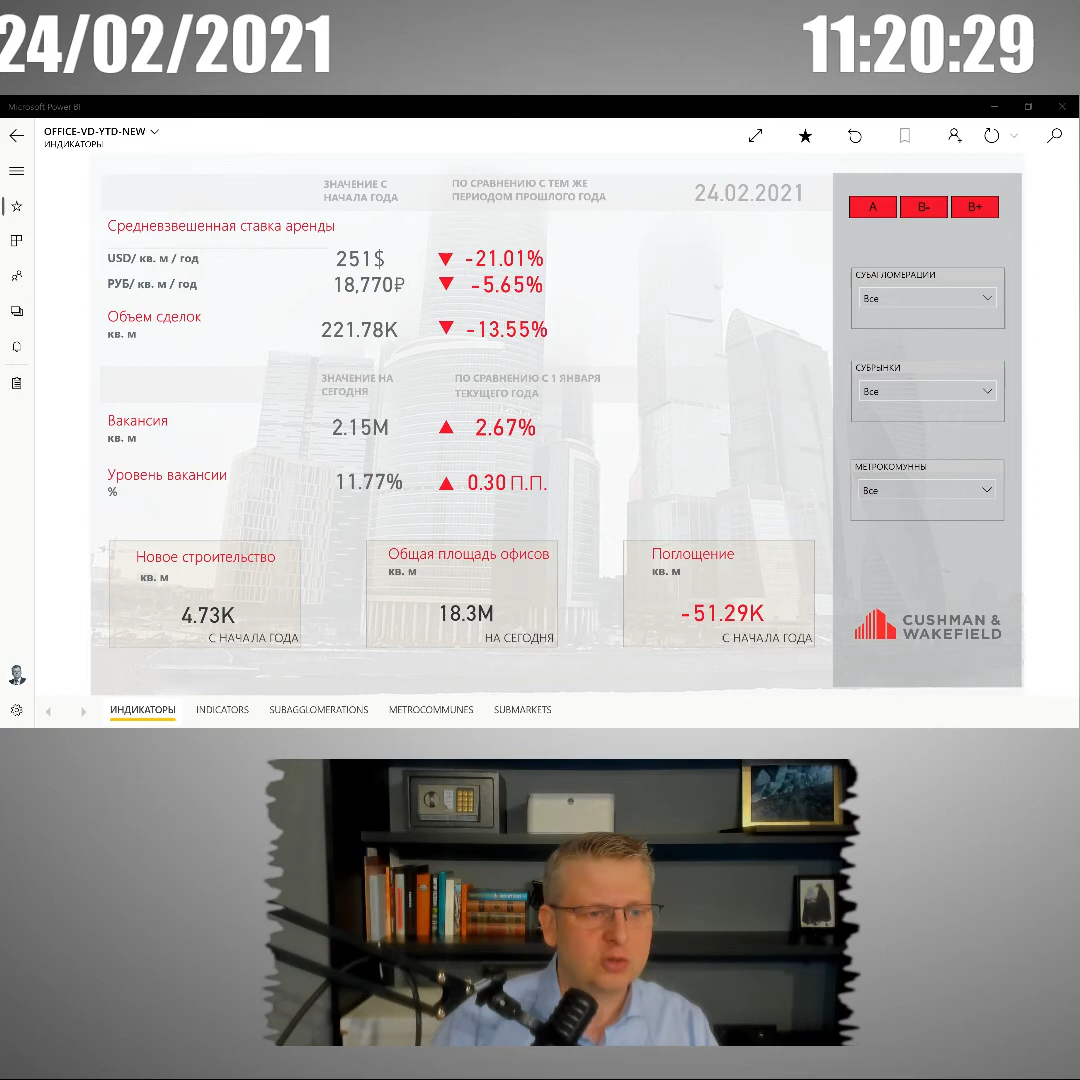 24/02/2021
11:20:29
Microsoft Power BI
OFFICE-VD-YTD-NEW
ИНДИКАТОРЫ
ЗНАЧЕНИЕ С
НАЧАЛА ГОДА
ПО СРАВНЕНИЮ С ТЕМ ЖЕ
ПЕРИОДОМ ПРОШЛОГО ГОДА
24.02.2021
A
B-
B+
Средневзвешенная ставка аренды
USD/ кв. м / год
251$
▼ -21.01%
РУБ/ кв. м / год
18,770₽
▼ -5.65%
Объем сделок
кв. м
221.78K
▼ -13.55%
СУБАГЛОМЕРАЦИИ
Все
СУБРЫНКИ
Все
МЕТРОКОМУННЫ
Все
ЗНАЧЕНИЕ НА
СЕГОДНЯ
ПО СРАВНЕНИЮ С 1 ЯНВАРЯ
ТЕКУЩЕГО ГОДА
Вакансия
кв. м
2.15M
▲ 2.67%
Уровень вакансии
%
11.77%
▲ 0.30 П.П.
Новое строительство
кв. м
4.73K
С НАЧАЛА ГОДА
Общая площадь офисов
кв. м
18.3M
НА СЕГОДНЯ
Поглощение
кв. м
-51.29K
С НАЧАЛА ГОДА
CUSHMAN &
WAKEFIELD
ИНДИКАТОРЫ
INDICATORS
SUBAGGLOMERATIONS
METROCOMMUNES
SUBMARKETS